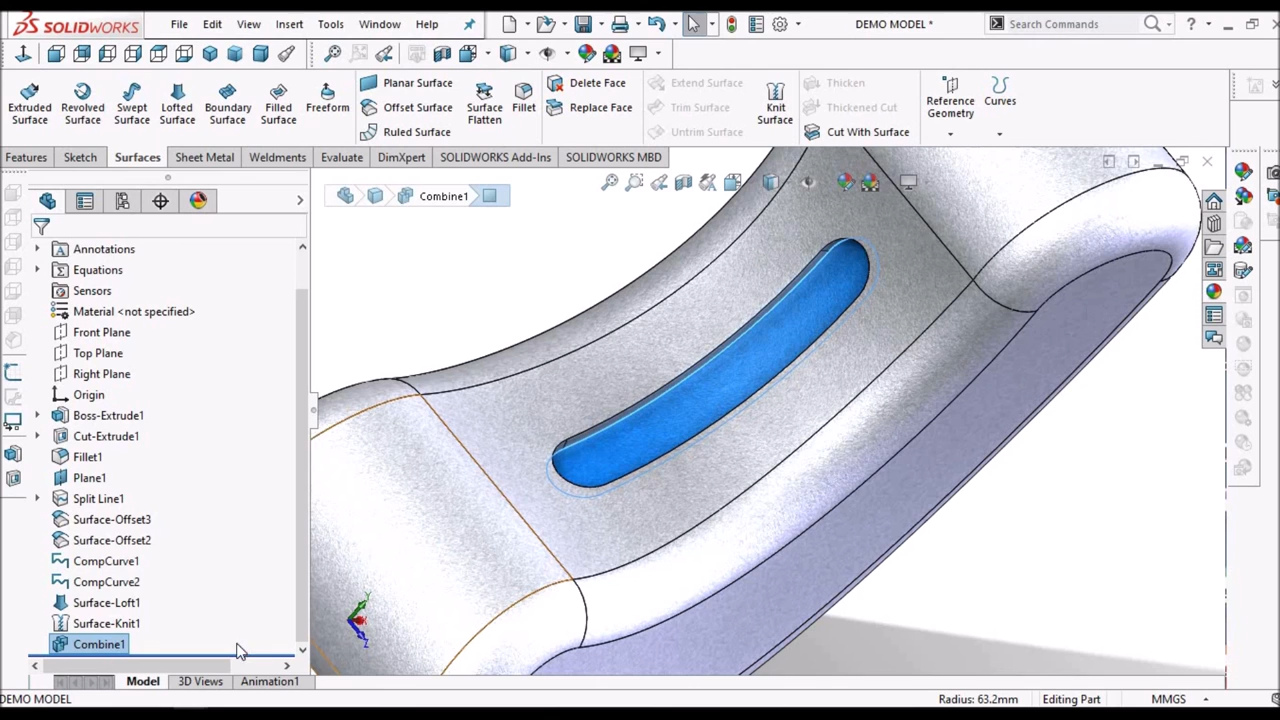 SOLIDWORKS File Edit View Insert Tools Window Help DEMO MODEL * Search Commands ?
Extruded Surface
Revolved Surface
Swept Surface
Lofted Surface
Boundary Surface
Filled Surface
Freeform
Planar Surface
Offset Surface
Ruled Surface
Surface Flatten
Fillet
Delete Face
Replace Face
Extend Surface
Trim Surface
Untrim Surface
Knit Surface
Thicken
Thickened Cut
Cut With Surface
Reference Geometry
Curves
Features Sketch Surfaces Sheet Metal Weldments Evaluate DimXpert SOLIDWORKS Add-Ins SOLIDWORKS MBD
Combine1
Annotations
Equations
Sensors
Material <not specified>
Front Plane
Top Plane
Right Plane
Origin
Boss-Extrude1
Cut-Extrude1
Fillet1
Plane1
Split Line1
Surface-Offset3
Surface-Offset2
CompCurve1
CompCurve2
Surface-Loft1
Surface-Knit1
Combine1
Y
X
Z
Model 3D Views Animation1
DEMO MODEL Radius: 63.2mm Editing Part MMGS